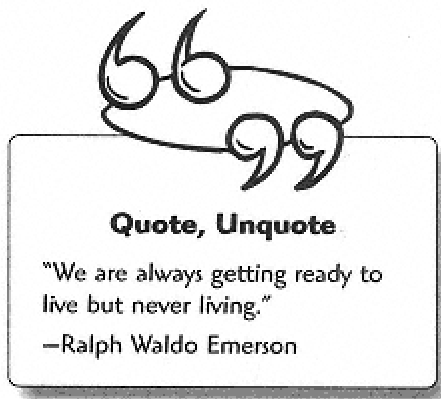 Quote, Unquote
"We are always getting ready to
live but never living."
—Ralph Waldo Emerson